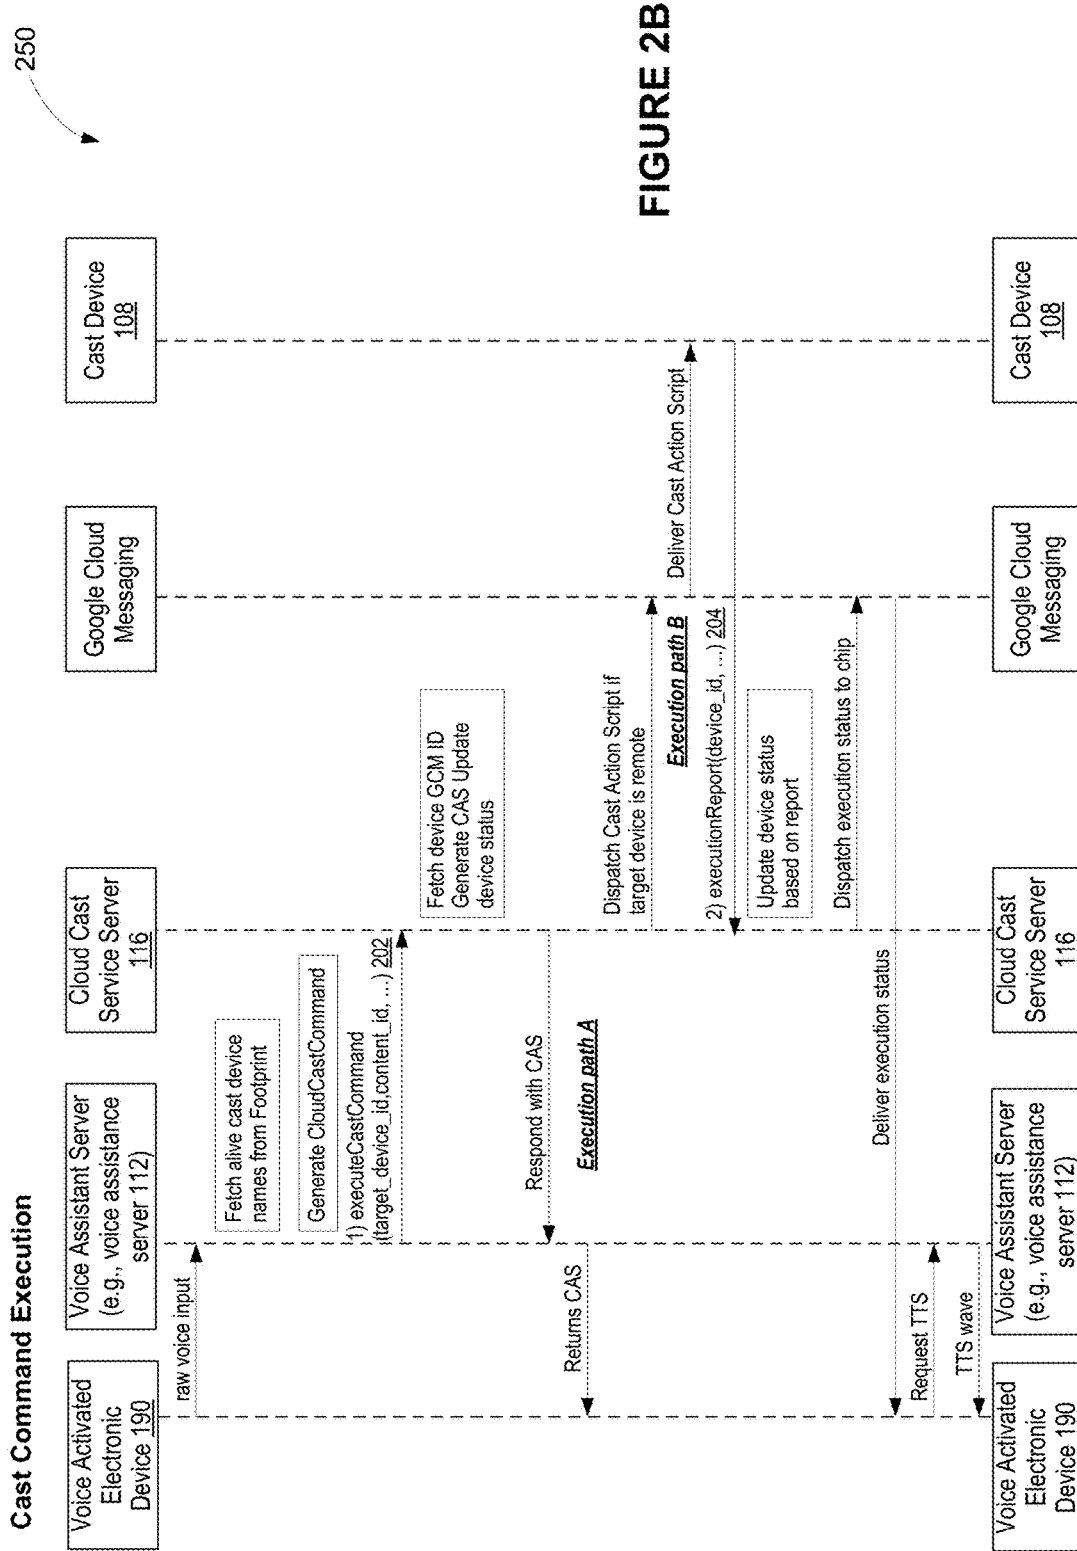 Cast Command Execution
250
Voice Activated
Electronic
Device 190
Voice Assistant Server
(e.g., voice assistance
server 112)
Cloud Cast
Service Server
116
Google Cloud
Messaging
Cast Device
108
raw voice input
Fetch alive cast device
names from Footprint
Generate CloudCastCommand
1) executeCastCommand
(target_device_id,content_id, ...) 202
Fetch device GCM ID
Generate CAS Update
device status
Respond with CAS
Returns CAS
Execution path A
Dispatch Cast Action Script if
target device is remote
Execution path B
Deliver Cast Action Script
2) executionReport(device_id, ...) 204
Update device status
based on report
Dispatch execution status to chip
Deliver execution status
Request TTS
TTS wave
Voice Activated
Electronic
Device 190
Voice Assistant Server
(e.g., voice assistance
server 112)
Cloud Cast
Service Server
116
Google Cloud
Messaging
Cast Device
108
FIGURE 2B